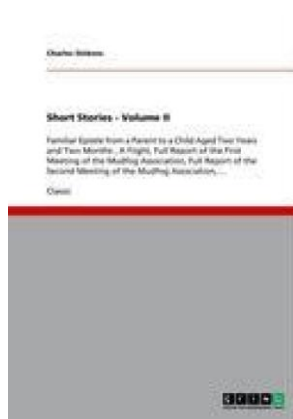 Charles Dickens
Short Stories - Volume II
Familiar Epistle from a Parent to a Child Aged Two Years
and Two Months , A Flight, Full Report of the First
Meeting of the Mudfog Association, Full Report of the
Second Meeting of the Mudfog Association, ...
Classic
GRIN